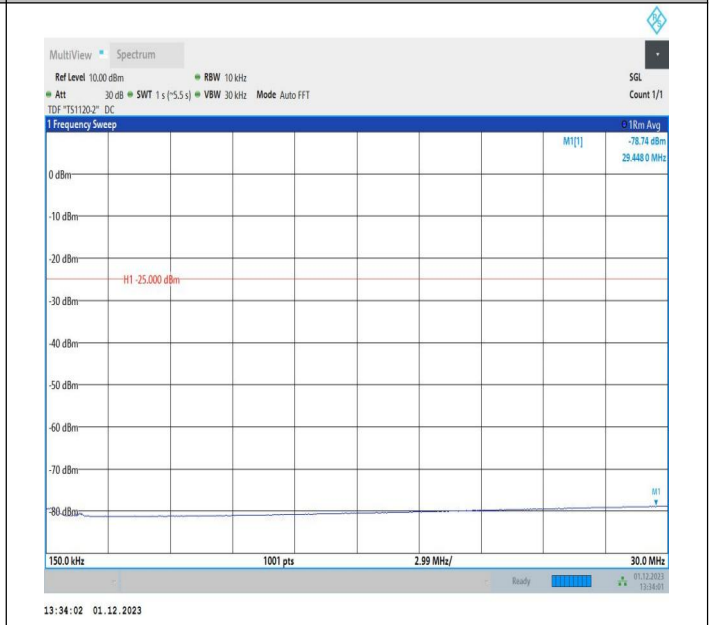 MultiView Spectrum
Ref Level 10.00 dBm RBW 10 kHz SGL
Att 30 dB SWT 1 s (~5.5 s) VBW 30 kHz Mode Auto FFT Count 1/1
TDF "TS1120-2" DC
1 Frequency Sweep 1Rm Avg
M1[1] -78.74 dBm
29.448 0 MHz
0 dBm
-10 dBm
-20 dBm
H1 -25.000 dBm
-30 dBm
-40 dBm
-50 dBm
-60 dBm
-70 dBm
M1
-80 dBm
150.0 kHz 1001 pts 2.99 MHz/ 30.0 MHz
Ready 01.12.2023
13:34:01
13:34:02 01.12.2023